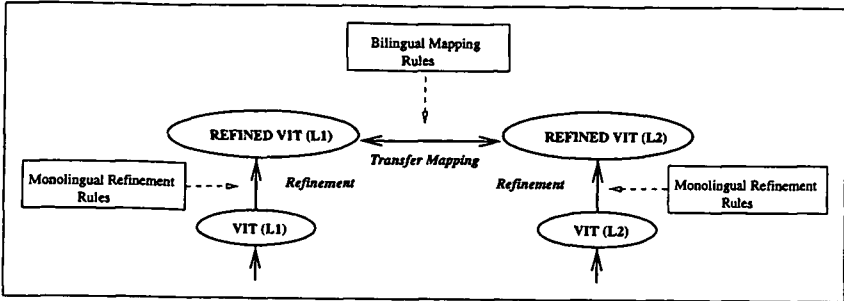 Bilingual Mapping
Rules
REFINED VIT (L1)
REFINED VIT (L2)
Transfer Mapping
Monolingual Refinement
Rules
Refinement
Refinement
Monolingual Refinement
Rules
VIT (L1)
VIT (L2)